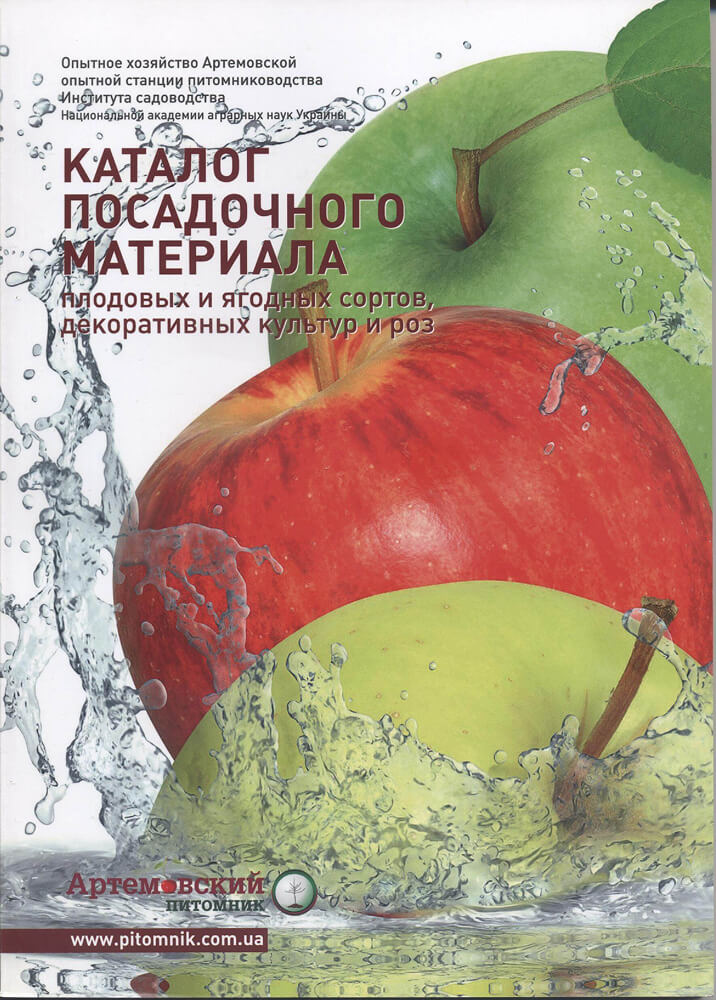 Опытное хозяйство Артемовской
опытной станции питомниководства
Института садоводства
Национальной академии аграрных наук Украины
КАТАЛОГ
ПОСАДОЧНОГО
МАТЕРИАЛА
плодовых и ягодных сортов,
декоративных культур и роз
Артемовский
питомник
www.pitomnik.com.ua